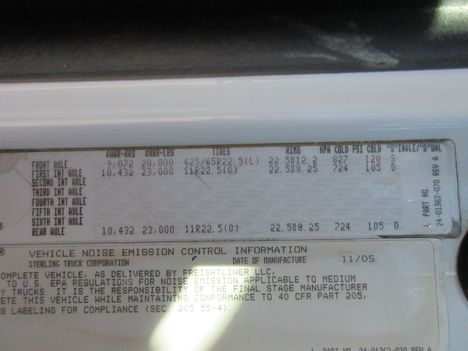 GAWR-KGS GAWR-LBS TIRES RIMS KPA COLD PSI COLD "S"INGLE/"D"UAL
FRONT AXLE 9,072 20,000 425/65R22.5(L) 22.5X12.2 827 120 S
FIRST INT AXLE 10,432 23,000 11R22.5(G) 22.5X8.25 724 105 D
SECOND INT AXLE
THIRD INT AXLE
FOURTH INT AXLE
FIFTH INT AXLE
SIXTH INT AXLE
REAR AXLE 10,432 23,000 11R22.5(G) 22.5X8.25 724 105 D
PART NO.
24-01362-070 REV A
VEHICLE NOISE EMISSION CONTROL INFORMATION
STERLING TRUCK CORPORATION DATE OF MANUFACTURE 11/05
COMPLETE VEHICLE, AS DELIVERED BY FREIGHTLINER LLC.
TO U.S. EPA REGULATIONS FOR NOISE EMISSION APPLICABLE TO MEDIUM
Y TRUCKS. IT IS THE RESPONSIBILITY OF THE FINAL STAGE MANUFACTURER
LETE THIS VEHICLE WHILE MAINTAINING CONFORMANCE TO 40 CFR PART 205,
LABELING FOR COMPLIANCE (SEC. 205.55-4).